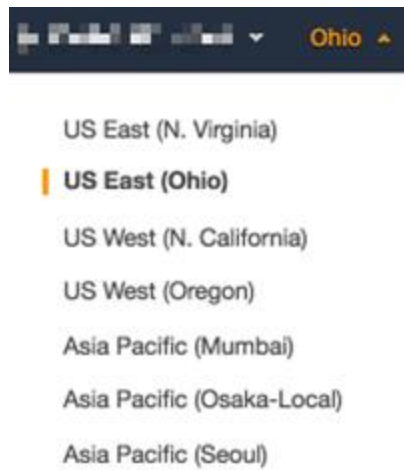 Ohio
US East (N. Virginia)
US East (Ohio)
US West (N. California)
US West (Oregon)
Asia Pacific (Mumbai)
Asia Pacific (Osaka-Local)
Asia Pacific (Seoul)